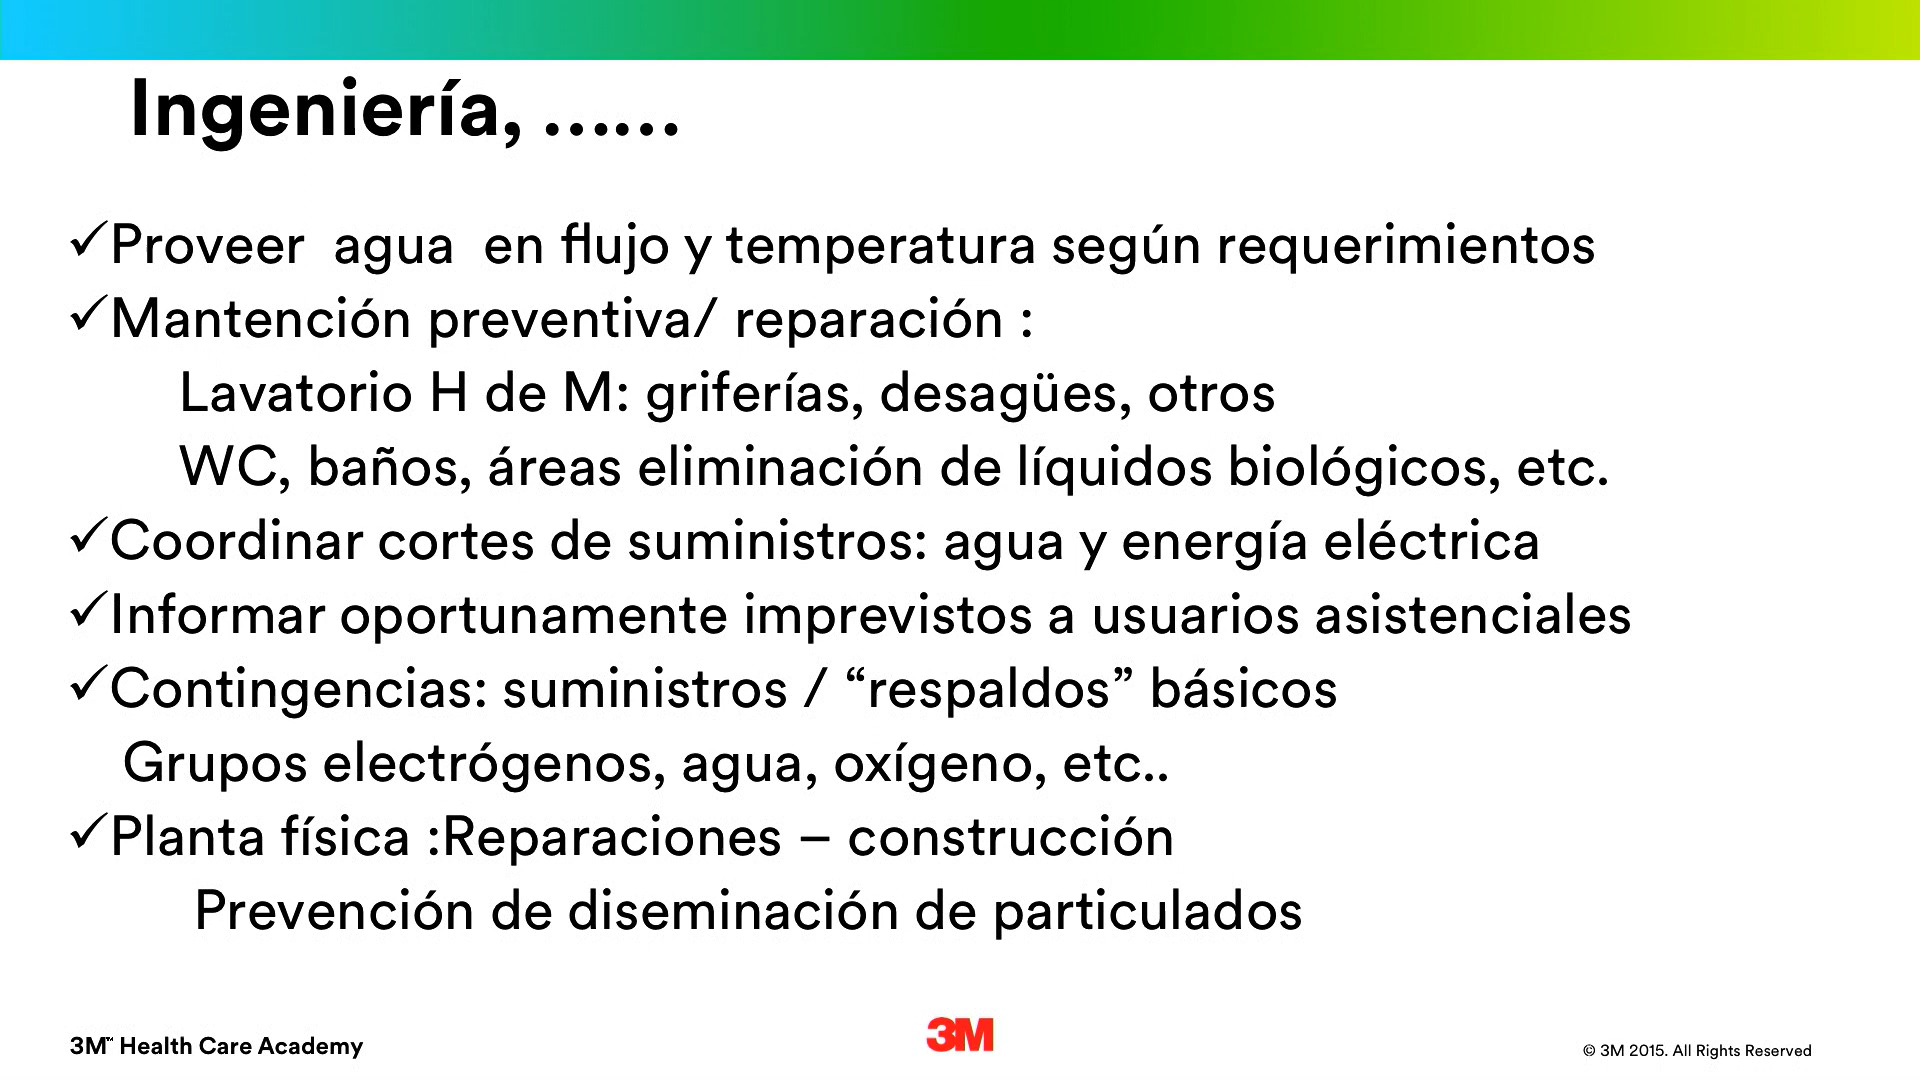 Ingeniería, ......
✓Proveer agua en flujo y temperatura según requerimientos
✓Mantención preventiva/ reparación :
Lavatorio H de M: griferías, desagües, otros
WC, baños, áreas eliminación de líquidos biológicos, etc.
✓Coordinar cortes de suministros: agua y energía eléctrica
✓Informar oportunamente imprevistos a usuarios asistenciales
✓Contingencias: suministros / “respaldos” básicos
Grupos electrógenos, agua, oxígeno, etc..
✓Planta física :Reparaciones – construcción
Prevención de diseminación de particulados
3M™ Health Care Academy
3M
© 3M 2015. All Rights Reserved